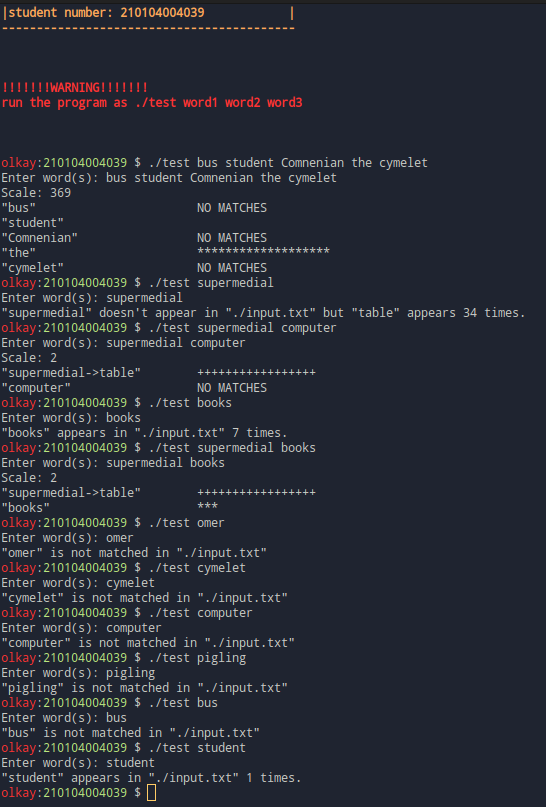 |student number: 210104004039 |
------------------------------------------
!!!!!!!WARNING!!!!!!!
run the program as ./test word1 word2 word3
olkay:210104004039 $ ./test bus student Comnenian the cymelet
Enter word(s): bus student Comnenian the cymelet
Scale: 369
"bus" NO MATCHES
"student"
"Comnenian" NO MATCHES
"the" *******************
"cymelet" NO MATCHES
olkay:210104004039 $ ./test supermedial
Enter word(s): supermedial
"supermedial" doesn't appear in "./input.txt" but "table" appears 34 times.
olkay:210104004039 $ ./test supermedial computer
Enter word(s): supermedial computer
Scale: 2
"supermedial->table" +++++++++++++++++
"computer" NO MATCHES
olkay:210104004039 $ ./test books
Enter word(s): books
"books" appears in "./input.txt" 7 times.
olkay:210104004039 $ ./test supermedial books
Enter word(s): supermedial books
Scale: 2
"supermedial->table" +++++++++++++++++
"books" ***
olkay:210104004039 $ ./test omer
Enter word(s): omer
"omer" is not matched in "./input.txt"
olkay:210104004039 $ ./test cymelet
Enter word(s): cymelet
"cymelet" is not matched in "./input.txt"
olkay:210104004039 $ ./test computer
Enter word(s): computer
"computer" is not matched in "./input.txt"
olkay:210104004039 $ ./test pigling
Enter word(s): pigling
"pigling" is not matched in "./input.txt"
olkay:210104004039 $ ./test bus
Enter word(s): bus
"bus" is not matched in "./input.txt"
olkay:210104004039 $ ./test student
Enter word(s): student
"student" appears in "./input.txt" 1 times.
olkay:210104004039 $